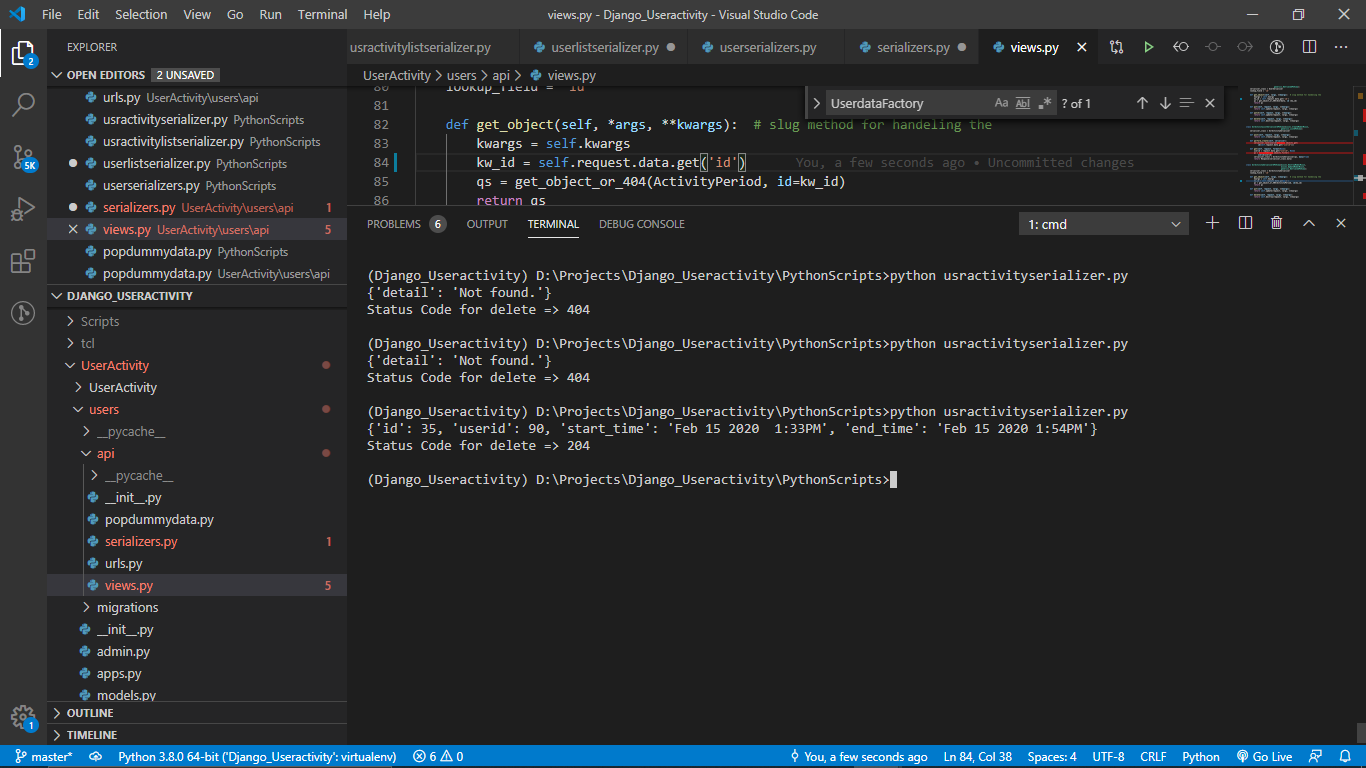 File Edit Selection View Go Run Terminal Help views.py - Django_Useractivity - Visual Studio Code
EXPLORER
OPEN EDITORS 2 UNSAVED
urls.py UserActivity\users\api
usractivityserializer.py PythonScripts
usractivitylistserializer.py PythonScripts
userlistserializer.py PythonScripts
userserializers.py PythonScripts
serializers.py UserActivity\users\api 1
views.py UserActivity\users\api 5
popdummydata.py PythonScripts
popdummydata.py UserActivity\users\api
DJANGO_USERACTIVITY
Scripts
tcl
UserActivity
UserActivity
users
__pycache__
api
__pycache__
__init__.py
popdummydata.py
serializers.py 1
urls.py
views.py 5
migrations
__init__.py
admin.py
apps.py
models.py
OUTLINE
TIMELINE
2
5K
1
usractivitylistserializer.py userlistserializer.py userserializers.py serializers.py views.py
UserActivity > users > api > views.py
UserdataFactory Aa Abl .* ? of 1
80 lookup_field = 'id'
81
82 def get_object(self, *args, **kwargs): # slug method for handeling the
83 kwargs = self.kwargs
84 kw_id = self.request.data.get('id') You, a few seconds ago • Uncommitted changes
85 qs = get_object_or_404(ActivityPeriod, id=kw_id)
86 return qs
PROBLEMS 6 OUTPUT TERMINAL DEBUG CONSOLE 1: cmd
(Django_Useractivity) D:\Projects\Django_Useractivity\PythonScripts>python usractivityserializer.py
{'detail': 'Not found.'}
Status Code for delete => 404
(Django_Useractivity) D:\Projects\Django_Useractivity\PythonScripts>python usractivityserializer.py
{'detail': 'Not found.'}
Status Code for delete => 404
(Django_Useractivity) D:\Projects\Django_Useractivity\PythonScripts>python usractivityserializer.py
{'id': 35, 'userid': 90, 'start_time': 'Feb 15 2020  1:33PM', 'end_time': 'Feb 15 2020 1:54PM'}
Status Code for delete => 204
(Django_Useractivity) D:\Projects\Django_Useractivity\PythonScripts>
master* Python 3.8.0 64-bit ('Django_Useractivity': virtualenv) 6 0 You, a few seconds ago Ln 84, Col 38 Spaces: 4 UTF-8 CRLF Python Go Live